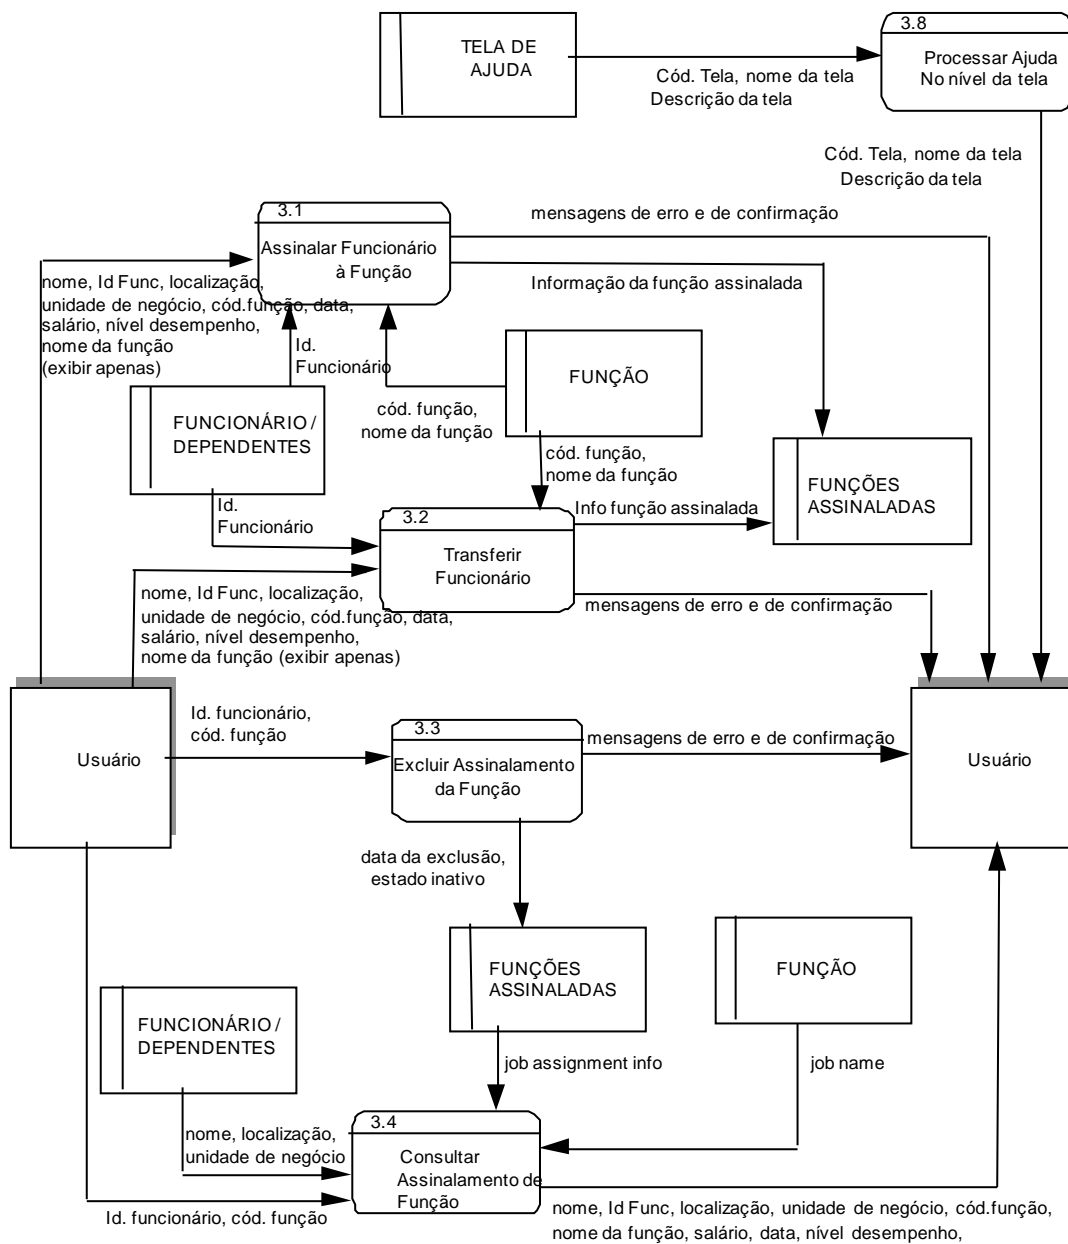 3.8
TELA DE
AJUDA
Processar Ajuda
No nível da tela
Cód. Tela, nome da tela
Descrição da tela
Cód. Tela, nome da tela
Descrição da tela
3.1
mensagens de erro e de confirmação
Assinalar Funcionário
à Função
nome, Id Func, localização,
unidade de negócio, cód.função, data,
salário, nível desempenho,
nome da função
(exibir apenas)
Informação da função assinalada
Id.
Funcionário
FUNÇÃO
cód. função,
nome da função
FUNCIONÁRIO /
DEPENDENTES
cód. função,
nome da função
FUNÇÕES
ASSINALADAS
Id.
Funcionário
3.2
Info função assinalada
Transferir
Funcionário
nome, Id Func, localização,
unidade de negócio, cód.função, data,
salário, nível desempenho,
nome da função (exibir apenas)
mensagens de erro e de confirmação
Id. funcionário,
cód. função
3.3
mensagens de erro e de confirmação
Usuário
Excluir Assinalamento
da Função
Usuário
data da exclusão,
estado inativo
FUNÇÕES
ASSINALADAS
FUNÇÃO
FUNCIONÁRIO /
DEPENDENTES
job assignment info
job name
3.4
nome, localização,
unidade de negócio
Consultar
Assinalamento de
Função
Id. funcionário, cód. função
nome, Id Func, localização, unidade de negócio, cód.função,
nome da função, salário, data, nível desempenho,